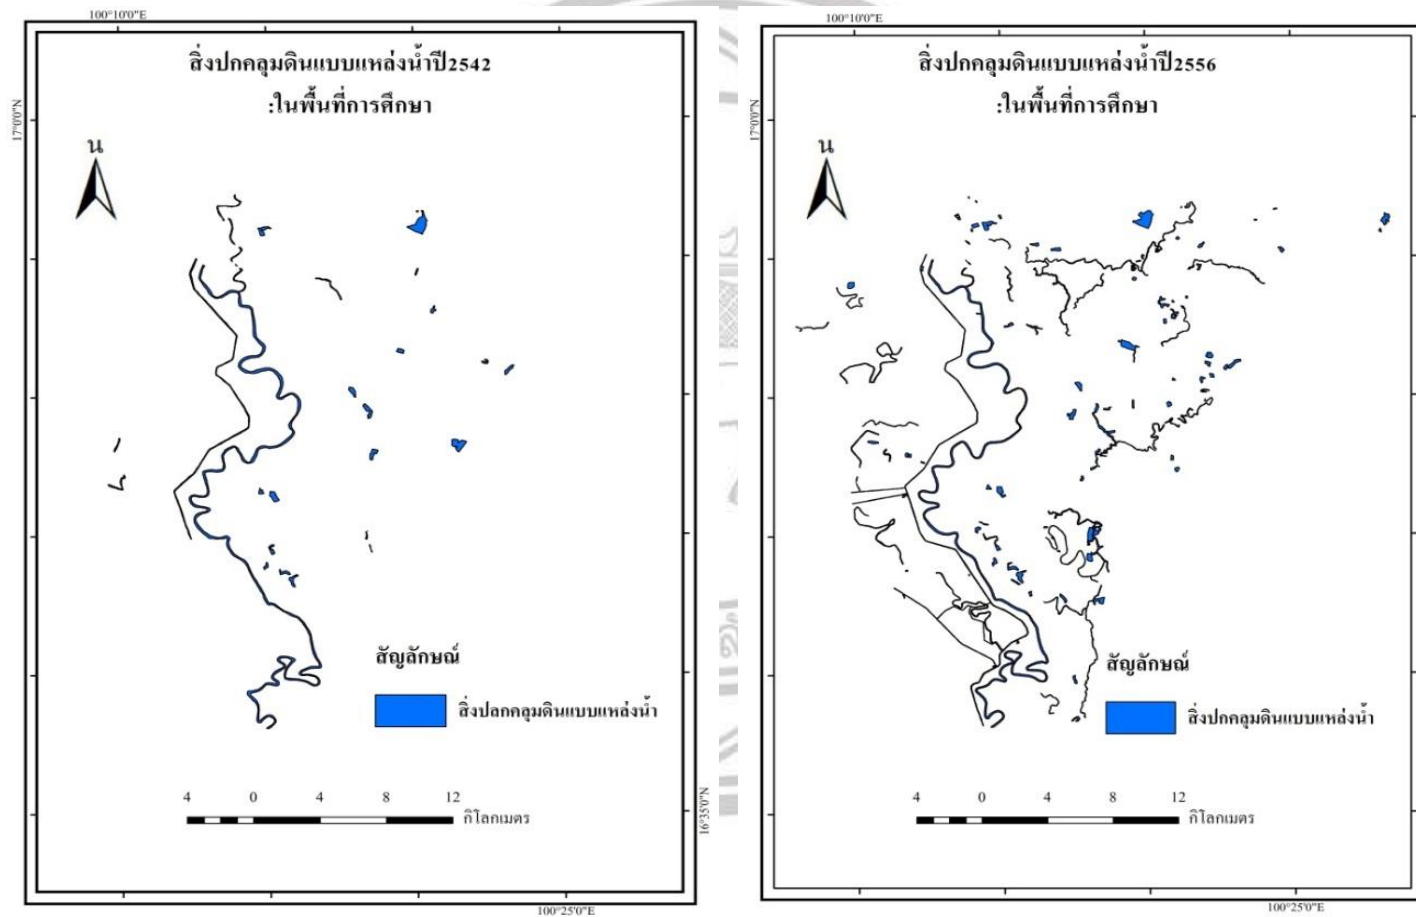 100°10'0"E
17°0'0"N
สิ่งปกคลุมดินแบบแหล่งน้ำปี2542
:ในพื้นที่การศึกษา
น
สัญลักษณ์
สิ่งปลกคลุมดินแบบแหล่งน้ำ
4 0 4 8 12
กิโลกเมตร
16°35'0"N
100°25'0"E
100°10'0"E
17°0'0"N
สิ่งปกคลุมดินแบบแหล่งน้ำปี2556
:ในพื้นที่การศึกษา
น
สัญลักษณ์
สิ่งปกคลุมดินแบบแหล่งน้ำ
4 0 4 8 12
กิโลกเมตร
100°25'0"E